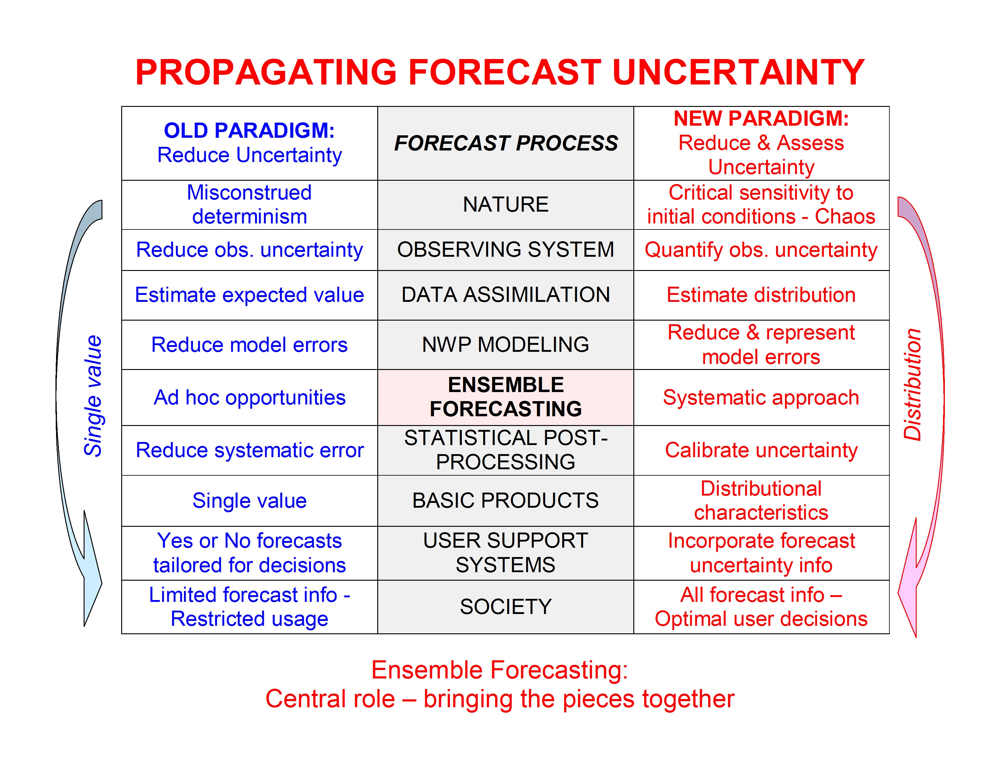 PROPAGATING FORECAST UNCERTAINTY
OLD PARADIGM:
Reduce Uncertainty
FORECAST PROCESS
NEW PARADIGM:
Reduce & Assess
Uncertainty
Misconstrued
determinism
NATURE
Critical sensitivity to
initial conditions - Chaos
Reduce obs. uncertainty
OBSERVING SYSTEM
Quantify obs. uncertainty
Estimate expected value
DATA ASSIMILATION
Estimate distribution
Reduce model errors
NWP MODELING
Reduce & represent
model errors
Ad hoc opportunities
ENSEMBLE
FORECASTING
Systematic approach
Reduce systematic error
STATISTICAL POST-
PROCESSING
Calibrate uncertainty
Single value
BASIC PRODUCTS
Distributional
characteristics
Yes or No forecasts
tailored for decisions
USER SUPPORT
SYSTEMS
Incorporate forecast
uncertainty info
Limited forecast info -
Restricted usage
SOCIETY
All forecast info –
Optimal user decisions
Single value
Distribution
Ensemble Forecasting:
Central role – bringing the pieces together